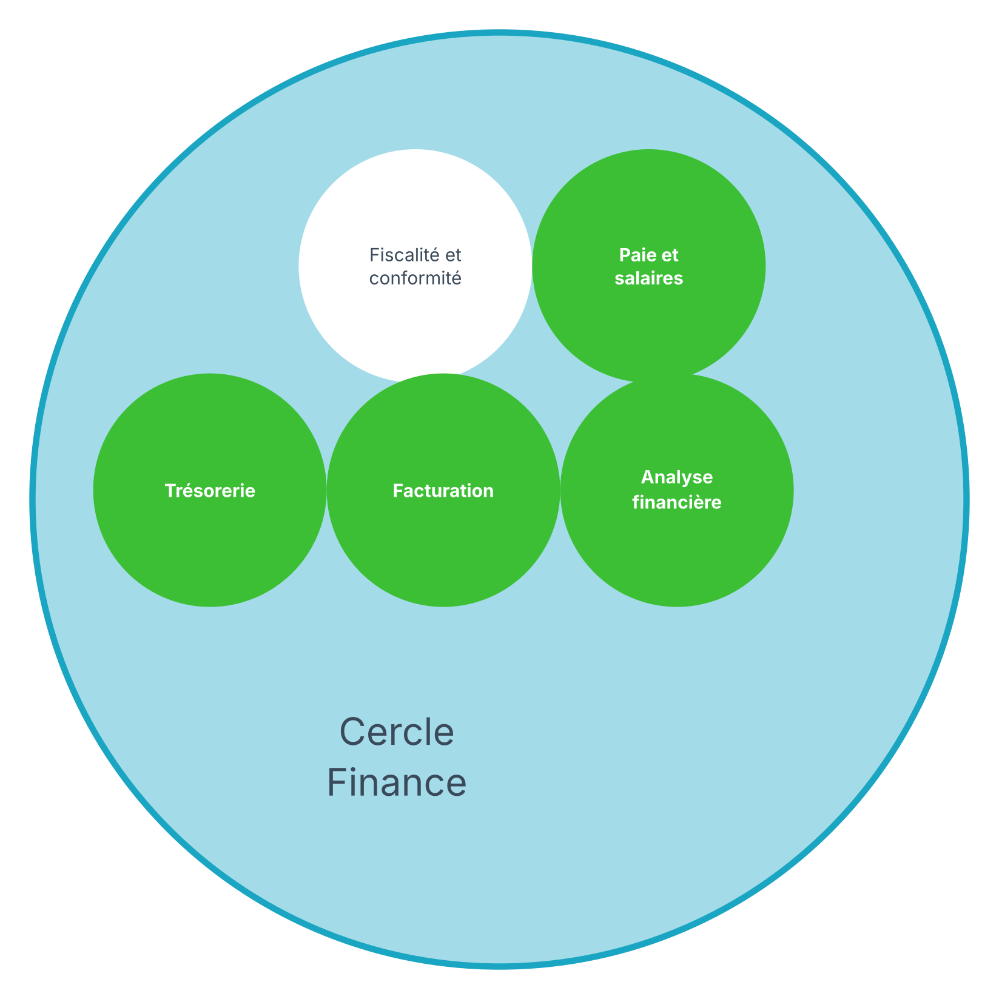 Fiscalité et
conformité
Paie et
salaires
Trésorerie
Facturation
Analyse
financière
Cercle
Finance